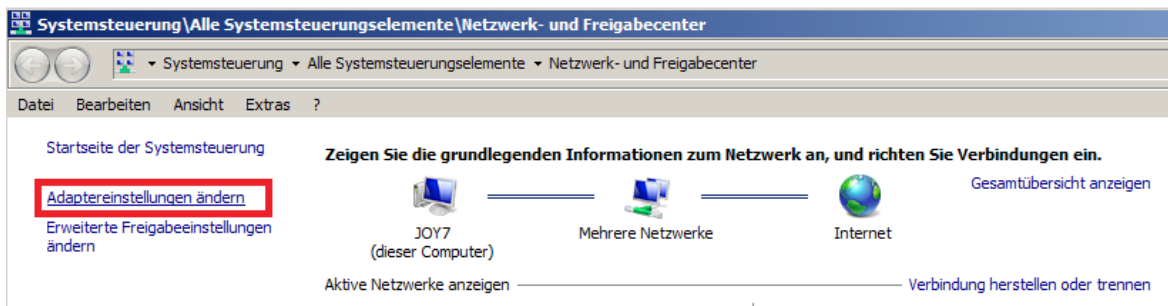 Systemsteuerung\Alle Systemsteuerungselemente\Netzwerk- und Freigabecenter
Systemsteuerung Alle Systemsteuerungselemente Netzwerk- und Freigabecenter
Datei Bearbeiten Ansicht Extras ?
Startseite der Systemsteuerung
Adaptereinstellungen ändern
Erweiterte Freigabeeinstellungen
ändern
Zeigen Sie die grundlegenden Informationen zum Netzwerk an, und richten Sie Verbindungen ein.
Gesamtübersicht anzeigen
JOY7
(dieser Computer)
Mehrere Netzwerke
Internet
Aktive Netzwerke anzeigen
Verbindung herstellen oder trennen